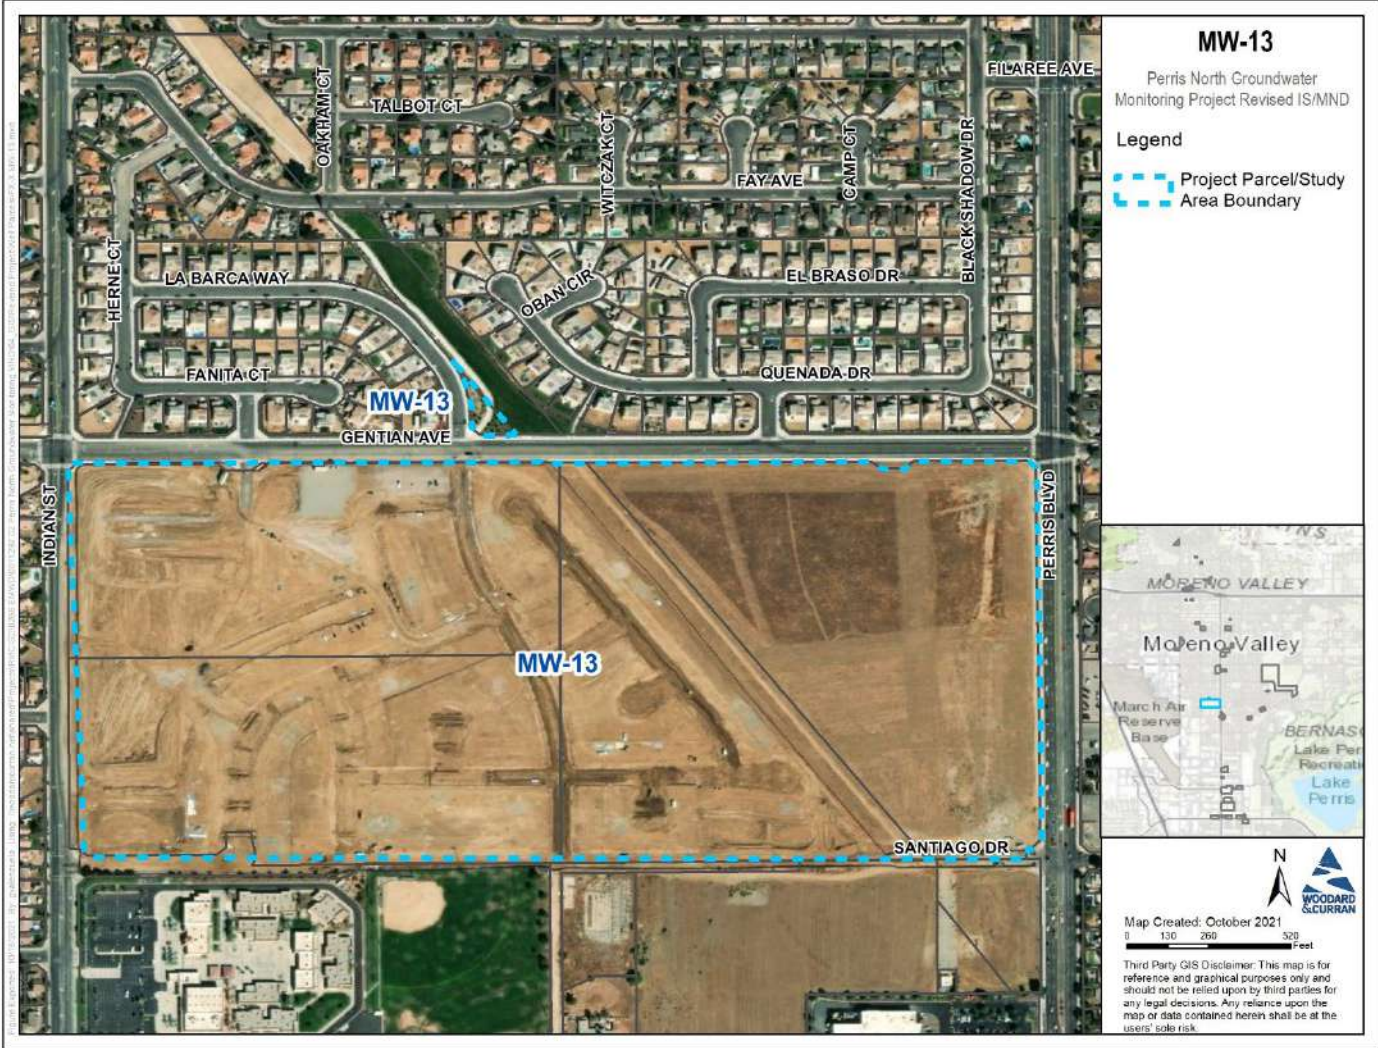 MW-13
Perris North Groundwater
Monitoring Project Revised IS/MND
Legend
Project Parcel/Study
Area Boundary
FILAREE AVE
OAKHAM CT
TALBOT CT
WITCZAK CT
CAMP CT
BLACK SHADOW DR
FAY AVE
HERNE CT
LA BARCA WAY
OBAN CIR
EL BRASO DR
FANITA CT
QUENADA DR
MW-13
GENTIAN AVE
INDIAN ST
PERRIS BLVD
MW-13
SANTIAGO DR
MORENO VALLEY
Moreno Valley
March Air
Reserve
Base
BERNAS
Lake Per
Recreati
Lake
Perris
N
WOODARD
&CURRAN
Map Created: October 2021
0 130 260 520
Feet
Third Party GIS Disclaimer: This map is for
reference and graphical purposes only and
should not be relied upon by third parties for
any legal decisions. Any reliance upon the
map or data contained herein shall be at the
users' sole risk.